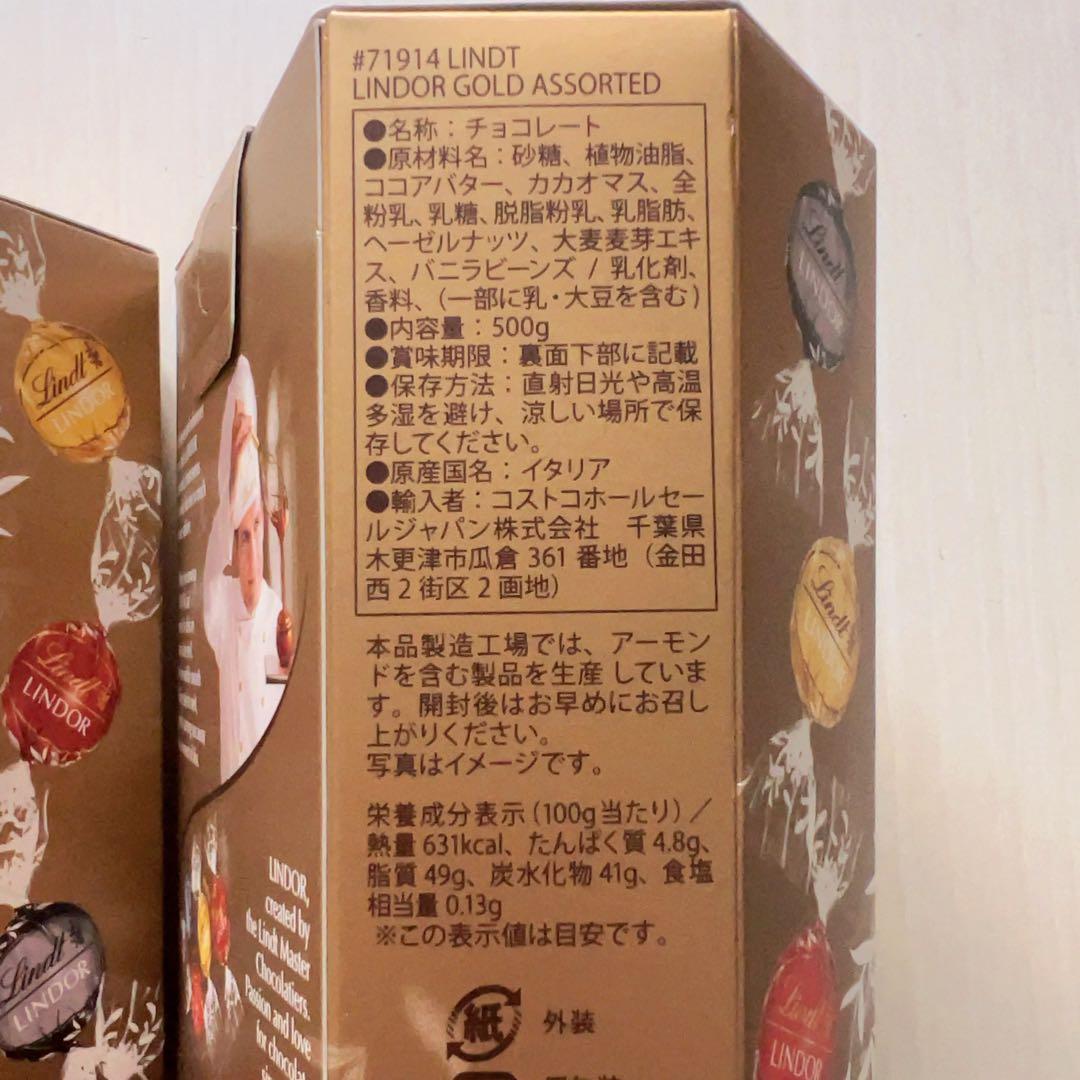 #71914 LINDT
LINDOR GOLD ASSORTED
●名称：チョコレート
●原材料名：砂糖、植物油脂、
ココアバター、カカオマス、全
粉乳、乳糖、脱脂粉乳、乳脂肪、
ヘーゼルナッツ、大麦麦芽エキ
ス、バニラビーンズ / 乳化剤、
香料、（一部に乳・大豆を含む）
●内容量：500g
●賞味期限：裏面下部に記載
●保存方法：直射日光や高温
多湿を避け、涼しい場所で保
存してください。
●原産国名：イタリア
●輸入者：コストコホールセー
ルジャパン株式会社　千葉県
木更津市瓜倉 361 番地（金田
西 2 街区 2 画地）
本品製造工場では、アーモン
ドを含む製品を生産 していま
す。開封後はお早めにお召し
上がりください。
写真はイメージです。
栄養成分表示（100g当たり）／
熱量 631kcal、たんぱく質 4.8g、
脂質 49g、炭水化物 41g、食塩
相当量 0.13g
※この表示値は目安です。
紙 外装
Lindt
LINDOR
Lindt
LINDOR
Lindt
LINDOR
LINDOR,
created by
the Lindt Master
Chocolatiers.
Passion and love
for chocolat
Lindt
LINDOR
Lindt
LINDOR
Lindt
LINDOR